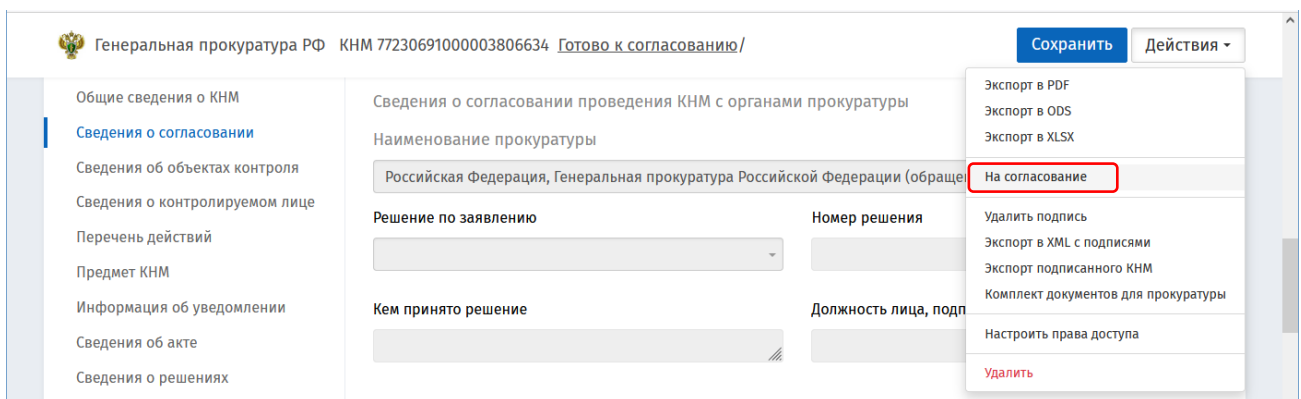 Генеральная прокуратура РФ КНМ 77230691000003806634 Готово к согласованию/
Сохранить
Действия
Общие сведения о КНМ
Сведения о согласовании
Сведения об объектах контроля
Сведения о контролируемом лице
Перечень действий
Предмет КНМ
Информация об уведомлении
Сведения об акте
Сведения о решениях
Сведения о согласовании проведения КНМ с органами прокуратуры
Наименование прокуратуры
Российская Федерация, Генеральная прокуратура Российской Федерации (обраще
Решение по заявлению
Номер решения
Кем принято решение
Должность лица, подп
Экспорт в PDF
Экспорт в ODS
Экспорт в XLSX
На согласование
Удалить подпись
Экспорт в XML с подписями
Экспорт подписанного КНМ
Комплект документов для прокуратуры
Настроить права доступа
Удалить